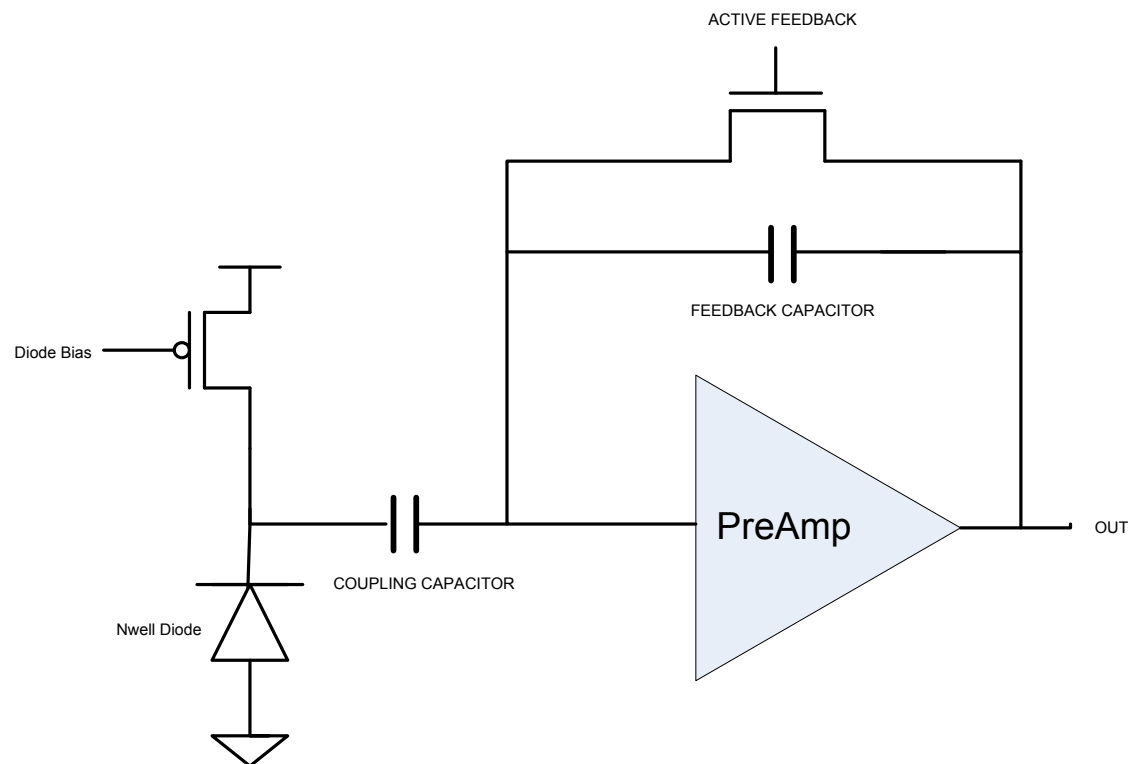 ACTIVE FEEDBACK
FEEDBACK CAPACITOR
Diode Bias
PreAmp
OUT
COUPLING CAPACITOR
Nwell Diode